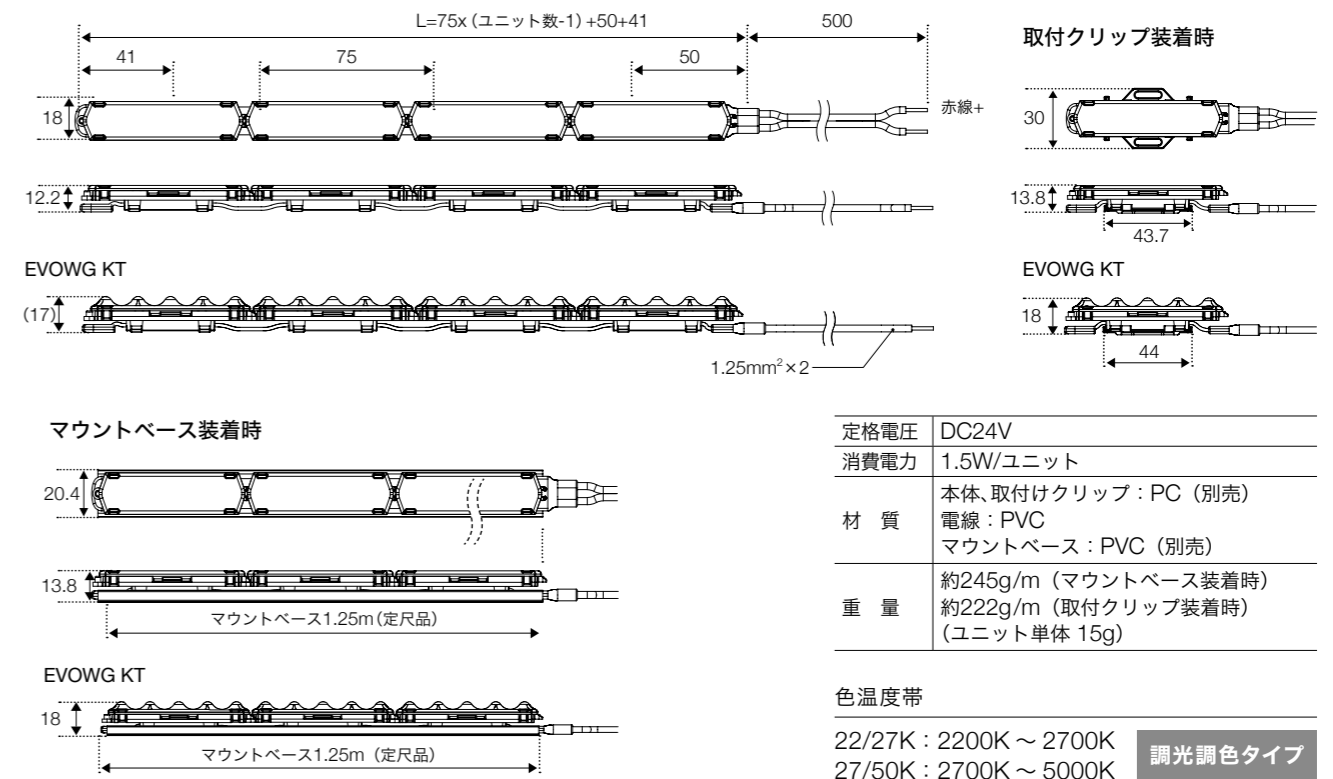 L=75x（ユニット数-1）+50+41
500
41
75
50
18
赤線+
12.2
EVOWG KT
(17)
1.25mm²×2
取付クリップ装着時
30
13.8
43.7
EVOWG KT
18
44
マウントベース装着時
20.4
13.8
マウントベース1.25m（定尺品）
EVOWG KT
18
マウントベース1.25m（定尺品）
定格電圧 DC24V
消費電力 1.5W/ユニット
材　質 本体、取付けクリップ：PC（別売）
電線：PVC
マウントベース：PVC（別売）
重　量 約245g/m（マウントベース装着時）
約222g/m（取付クリップ装着時）
（ユニット単体 15g）
色温度帯
22/27K：2200K ～ 2700K
27/50K：2700K ～ 5000K
調光調色タイプ